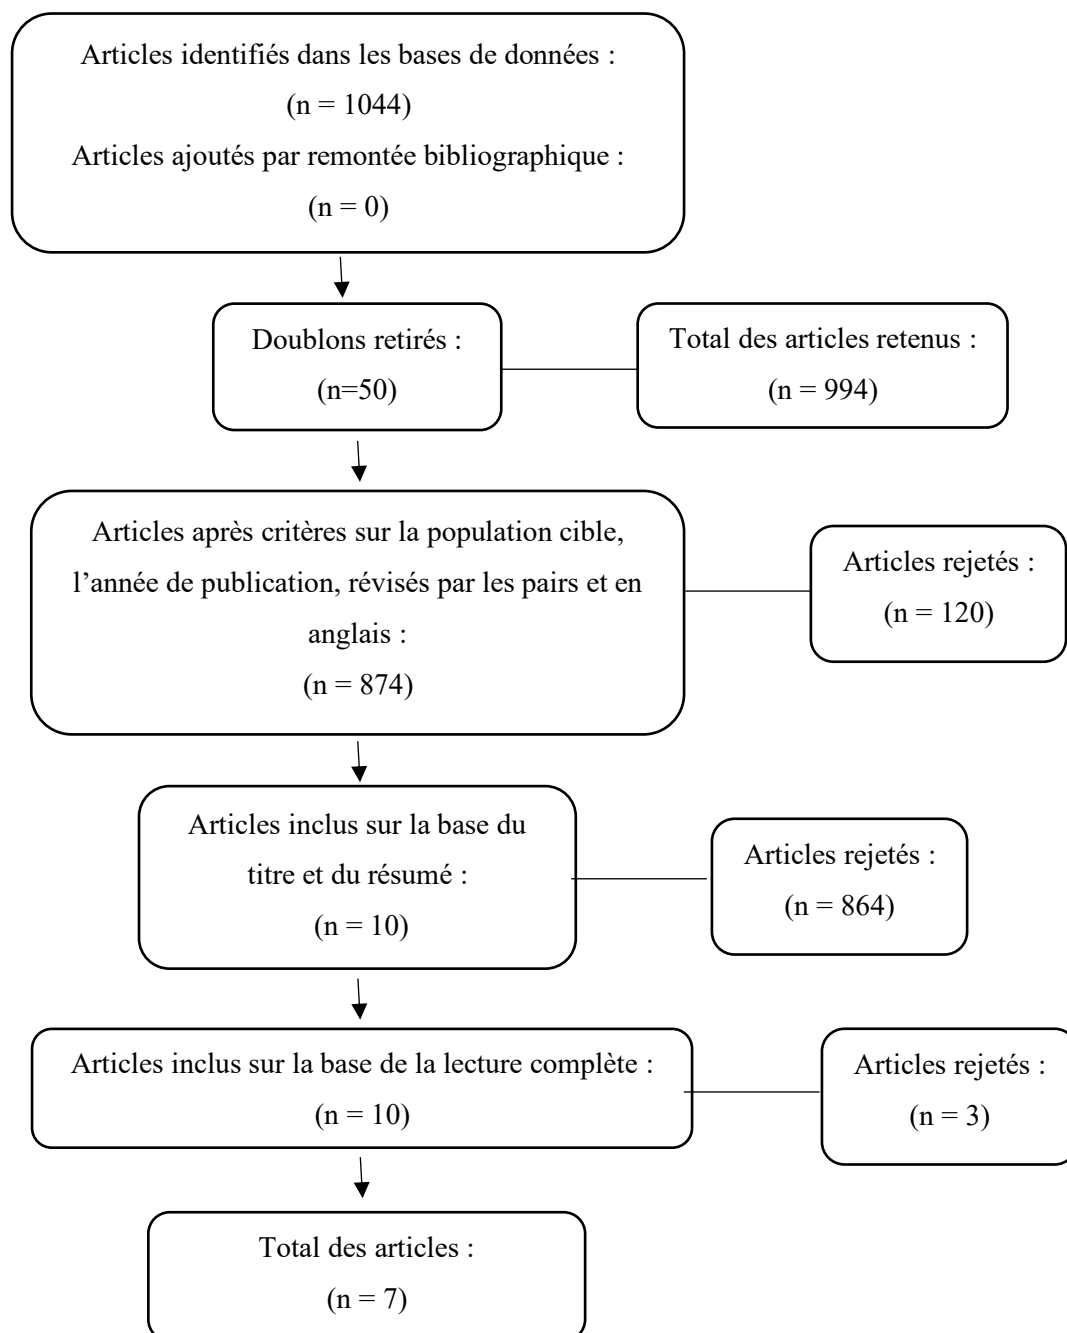 Articles identifiés dans les bases de données :
(n = 1044)
Articles ajoutés par remontée bibliographique :
(n = 0)
Doublons retirés :
(n=50)
Total des articles retenus :
(n = 994)
Articles après critères sur la population cible,
l’année de publication, révisés par les pairs et en
anglais :
(n = 874)
Articles rejetés :
(n = 120)
Articles inclus sur la base du
titre et du résumé :
(n = 10)
Articles rejetés :
(n = 864)
Articles inclus sur la base de la lecture complète :
(n = 10)
Articles rejetés :
(n = 3)
Total des articles :
(n = 7)